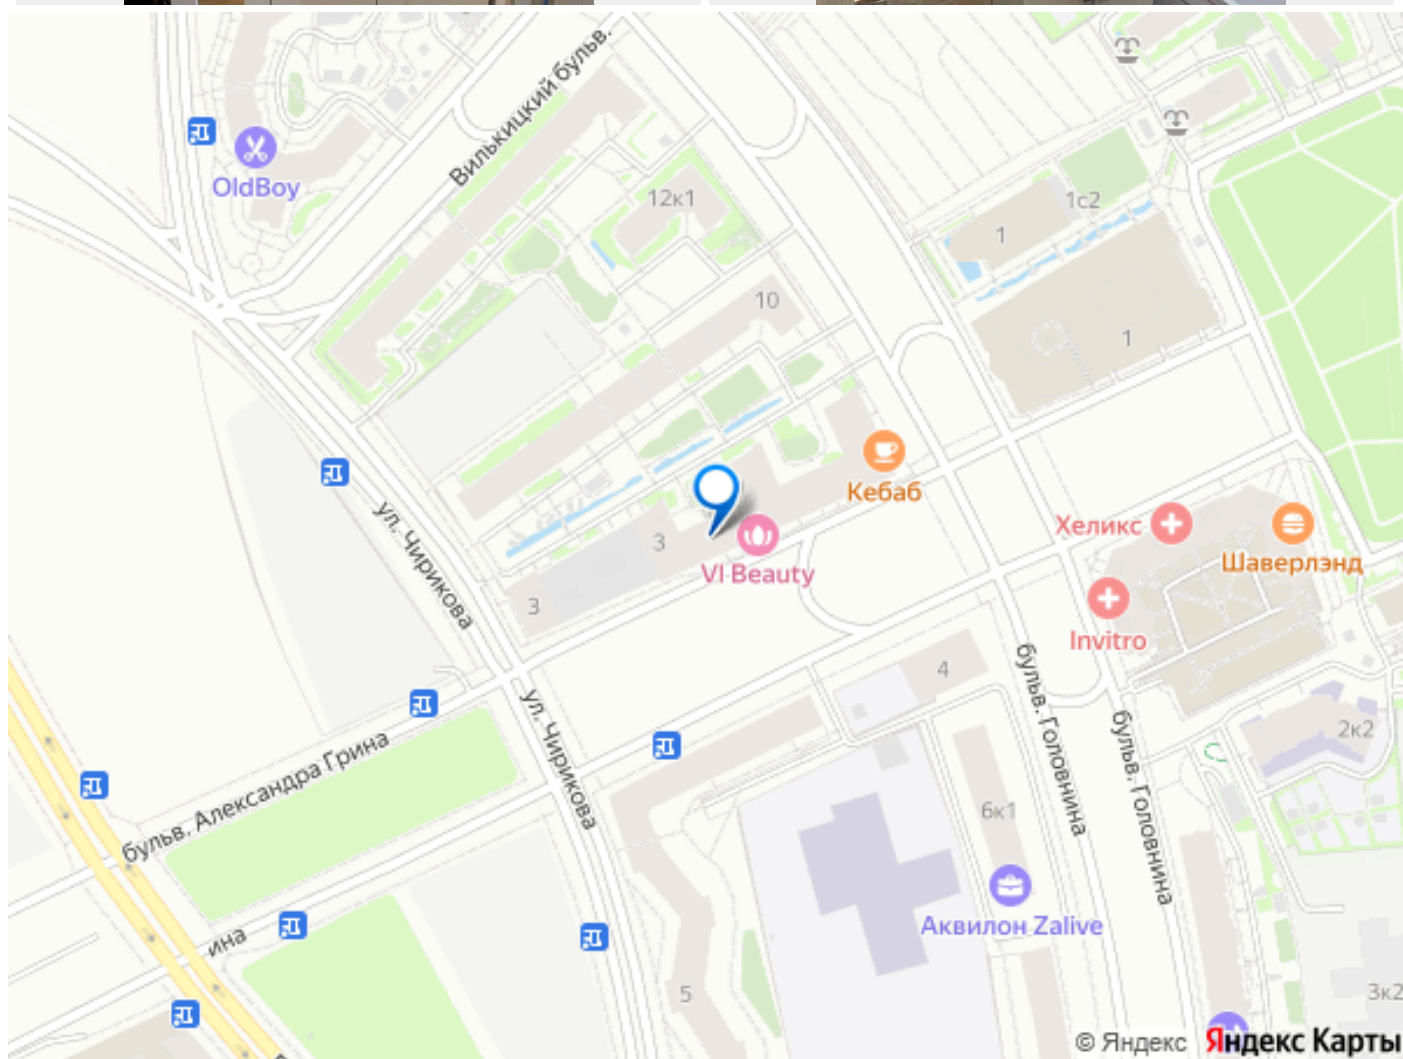 Вилькицкий бульв.
OldBoy
12к1
1с2
1
10
1
Кебаб
Хеликс
Шаверлэнд
3
VI Beauty
3
Invitro
ул. Чирикова
4
бульв. Головнина
2к2
ул. Чирикова
бульв. Головнина
бульв. Александра Грина
6к1
Аквилон Zalive
ина
5
3к2
© Яндекс Яндекс Карты